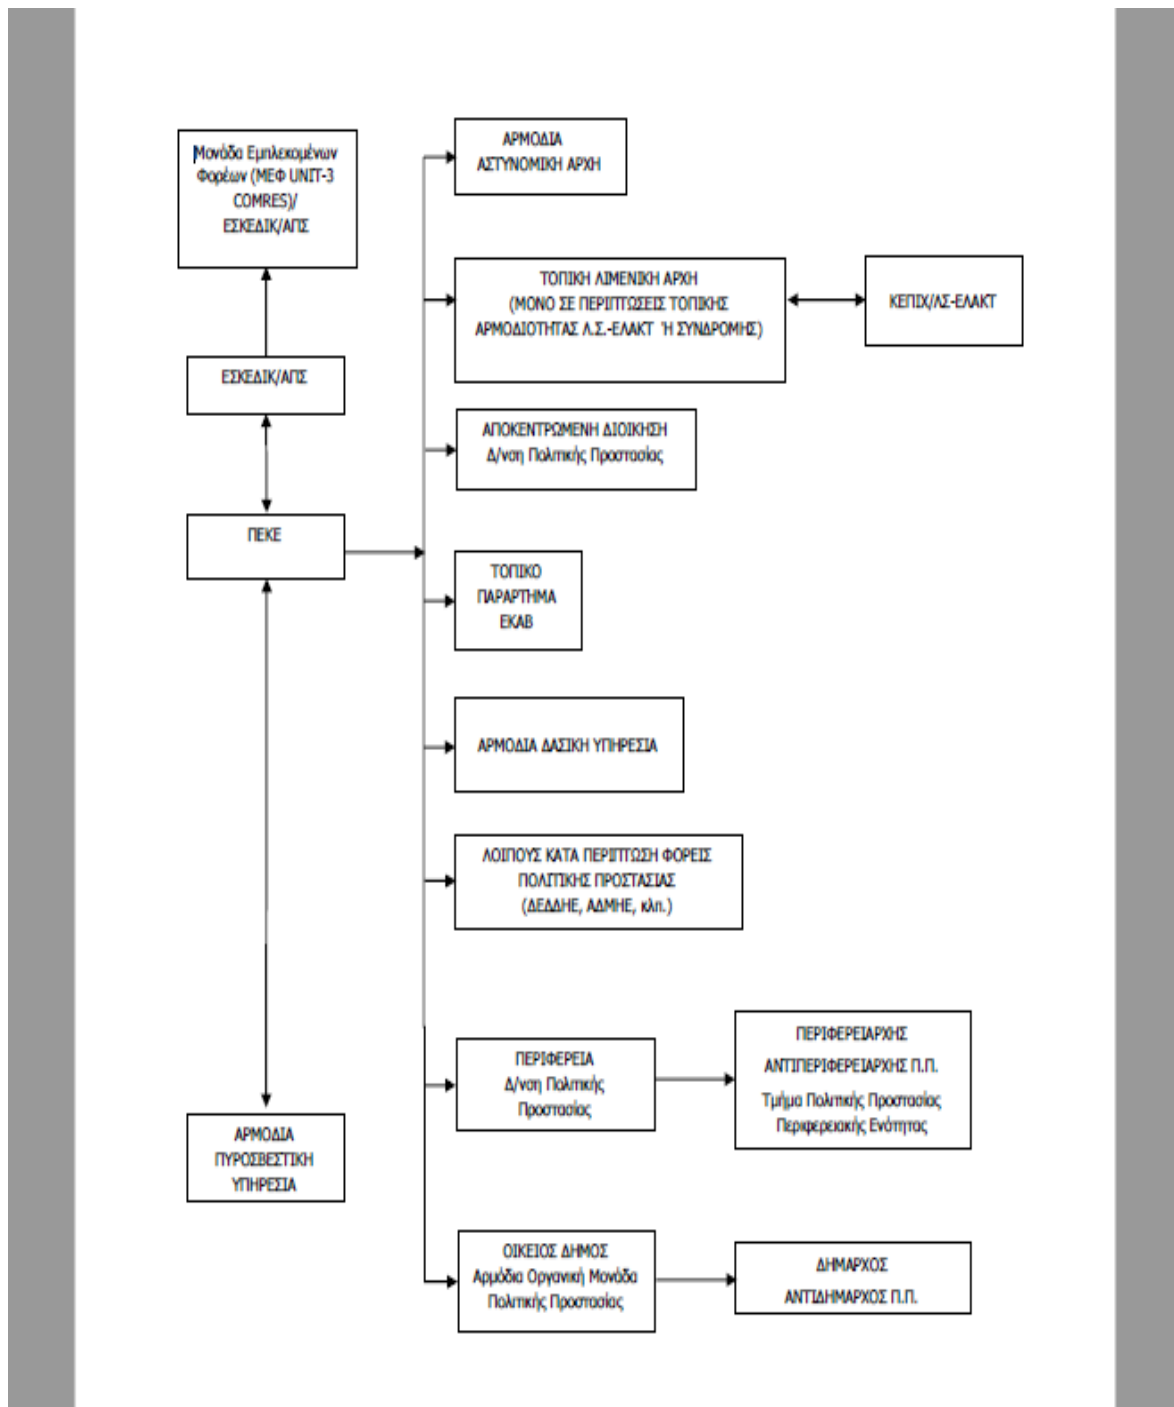 Μονάδα Εμπλεκομένων
Φορέων (ΜΕΦ UNIT-3
COMRES)/
ΕΣΚΕΔΙΚ/ΑΠΣ
ΕΣΚΕΔΙΚ/ΑΠΣ
ΠΕΚΕ
ΑΡΜΟΔΙΑ
ΠΥΡΟΣΒΕΣΤΙΚΗ
ΥΠΗΡΕΣΙΑ
ΑΡΜΟΔΙΑ
ΑΣΤΥΝΟΜΙΚΗ ΑΡΧΗ
ΤΟΠΙΚΗ ΛΙΜΕΝΙΚΗ ΑΡΧΗ
(ΜΟΝΟ ΣΕ ΠΕΡΙΠΤΩΣΕΙΣ ΤΟΠΙΚΗΣ
ΑΡΜΟΔΙΟΤΗΤΑΣ Λ.Σ.-ΕΛΑΚΤ Ή ΣΥΝΔΡΟΜΗΣ)
ΚΕΠΙΧ/ΛΣ-ΕΛΑΚΤ
ΑΠΟΚΕΝΤΡΩΜΕΝΗ ΔΙΟΙΚΗΣΗ
Δ/νση Πολιτικής Προστασίας
ΤΟΠΙΚΟ
ΠΑΡΑΡΤΗΜΑ
ΕΚΑΒ
ΑΡΜΟΔΙΑ ΔΑΣΙΚΗ ΥΠΗΡΕΣΙΑ
ΛΟΙΠΟΥΣ ΚΑΤΑ ΠΕΡΙΠΤΩΣΗ ΦΟΡΕΙΣ
ΠΟΛΙΤΙΚΗΣ ΠΡΟΣΤΑΣΙΑΣ
(ΔΕΔΔΗΕ, ΑΔΜΗΕ, κλπ.)
ΠΕΡΙΦΕΡΕΙΑ
Δ/νση Πολιτικής
Προστασίας
ΠΕΡΙΦΕΡΕΙΑΡΧΗΣ
ΑΝΤΙΠΕΡΙΦΕΡΕΙΑΡΧΗΣ Π.Π.
Τμήμα Πολιτικής Προστασίας
Περιφερειακής Ενότητας
ΟΙΚΕΙΟΣ ΔΗΜΟΣ
Αρμόδια Οργανική Μονάδα
Πολιτικής Προστασίας
ΔΗΜΑΡΧΟΣ
ΑΝΤΙΔΗΜΑΡΧΟΣ Π.Π.